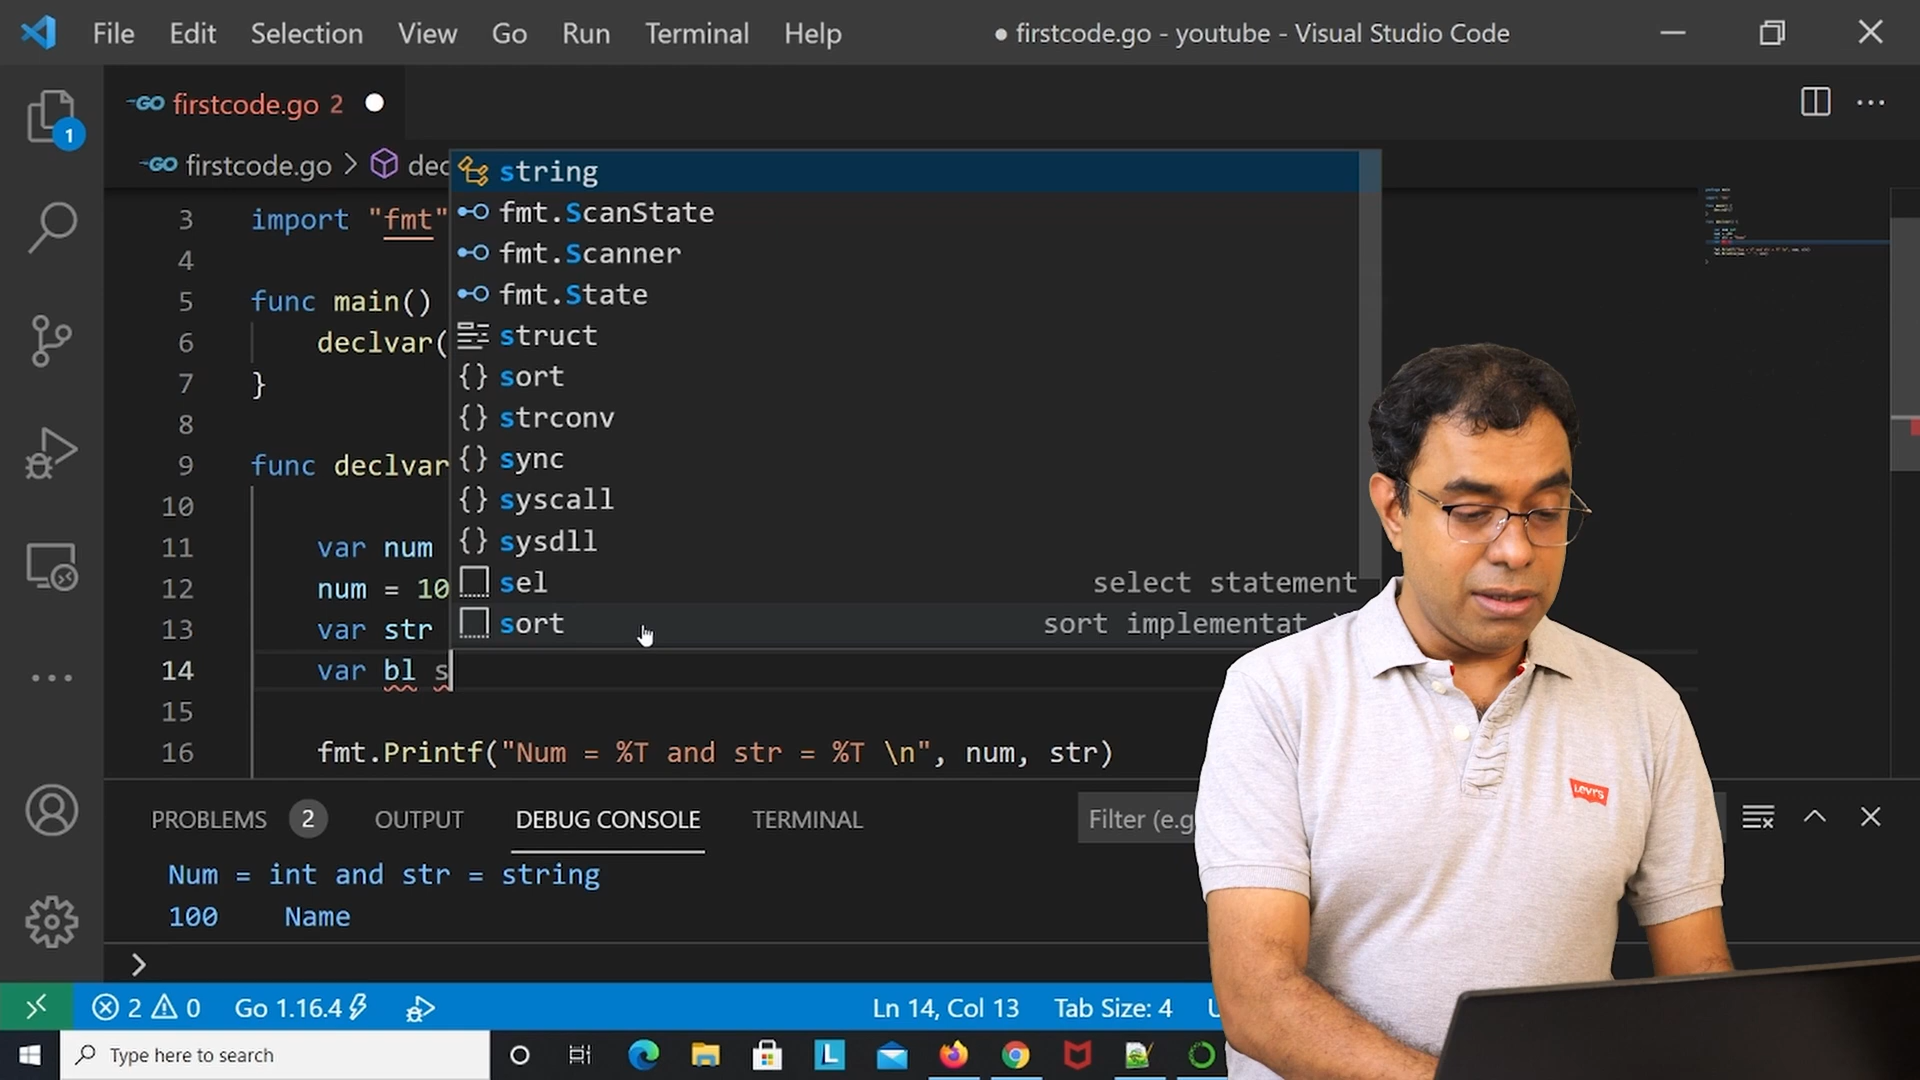 File Edit Selection View Go Run Terminal Help ● firstcode.go - youtube - Visual Studio Code
GO firstcode.go 2
1
GO firstcode.go > dec
3 import "fmt"
4
5 func main()
6 declvar(
7 }
8
9 func declvar
10
11 var num
12 num = 10
13 var str
14 var bl s
15
16 fmt.Printf("Num = %T and str = %T \n", num, str)
string
fmt.ScanState
fmt.Scanner
fmt.State
struct
{} sort
{} strconv
{} sync
{} syscall
{} sysdll
sel select statement
sort sort implementat
Levi's
PROBLEMS 2 OUTPUT DEBUG CONSOLE TERMINAL Filter (e.g
Num = int and str = string
100 Name
>
2 0 Go 1.16.4 Ln 14, Col 13 Tab Size: 4 U
Type here to search
L